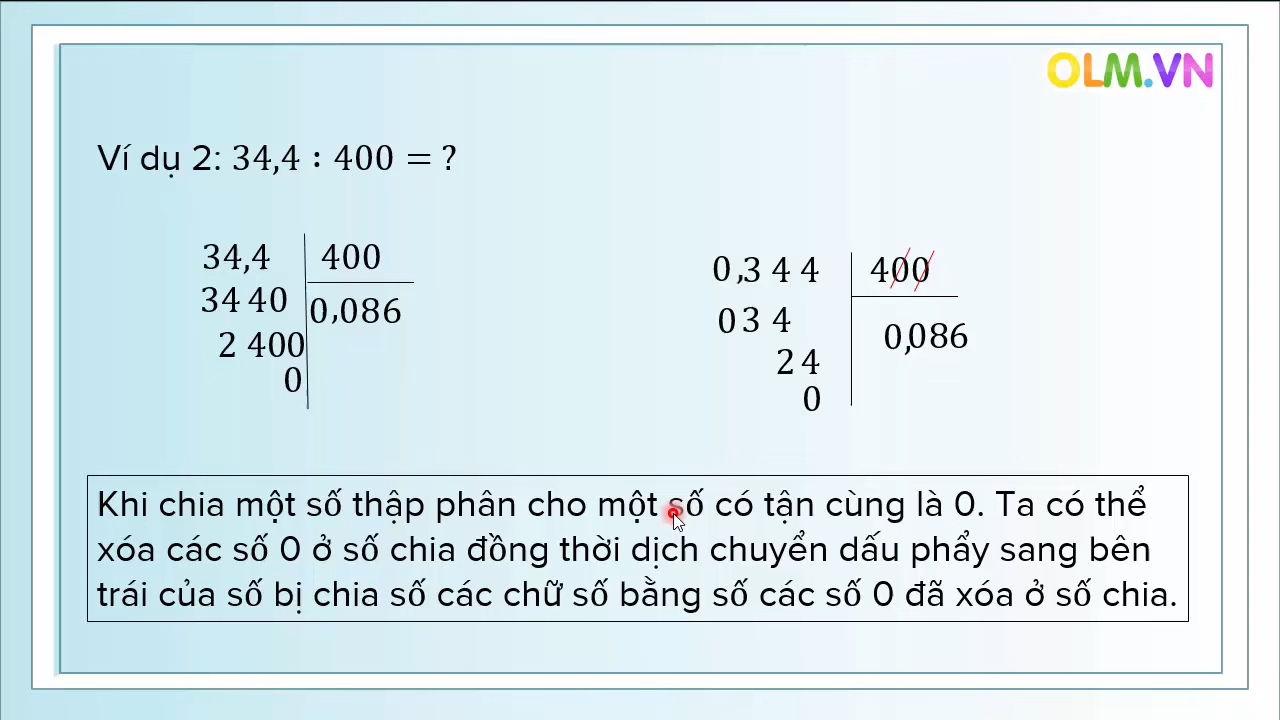 OLM.VN
Ví dụ 2: 34,4 : 400 = ?
34,4 400
3440 0,086
2 400
0
0,3 4 4 400
0 3 4 0,086
2 4
0
Khi chia một số thập phân cho một số có tận cùng là 0. Ta có thể
xóa các số 0 ở số chia đồng thời dịch chuyển dấu phẩy sang bên
trái của số bị chia số các chữ số bằng số các số 0 đã xóa ở số chia.